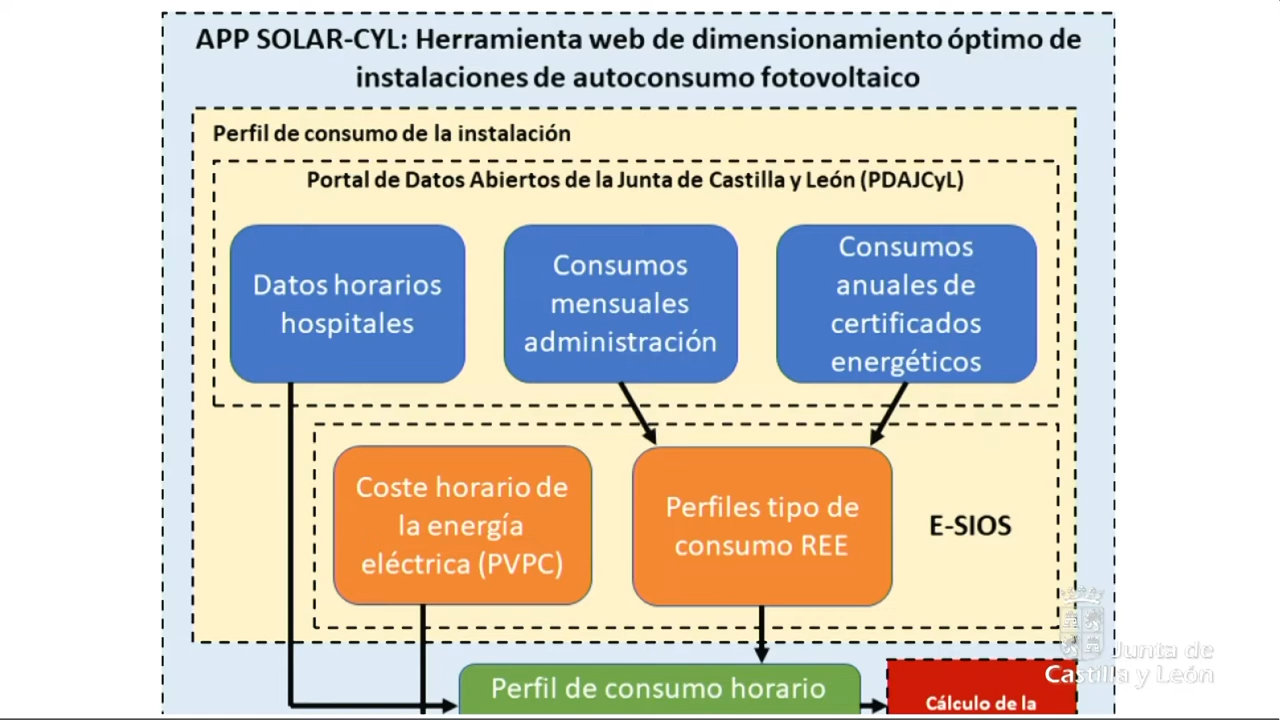 APP SOLAR-CYL: Herramienta web de dimensionamiento óptimo de
instalaciones de autoconsumo fotovoltaico
Perfil de consumo de la instalación
Portal de Datos Abiertos de la Junta de Castilla y León (PDAJCyL)
Datos horarios
hospitales
Consumos
mensuales
administración
Consumos
anuales de
certificados
energéticos
Coste horario de
la energía
eléctrica (PVPC)
Perfiles tipo de
consumo REE
E-SIOS
Perfil de consumo horario
Cálculo de la
Junta de
Castilla y León